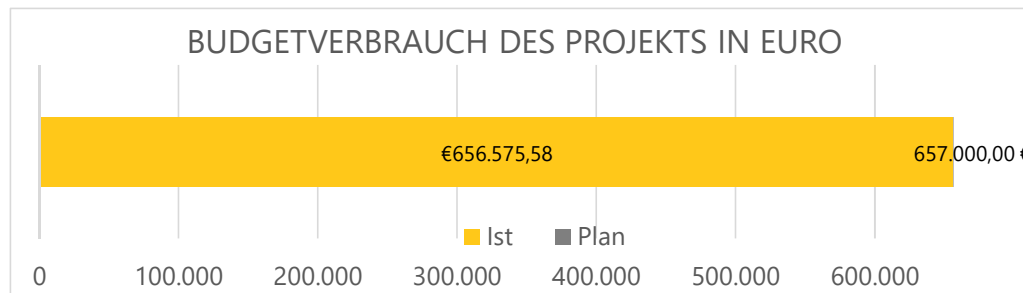 BUDGETVERBRAUCH DES PROJEKTS IN EURO
€656.575,58 657.000,00 €
Ist Plan
0 100.000 200.000 300.000 400.000 500.000 600.000